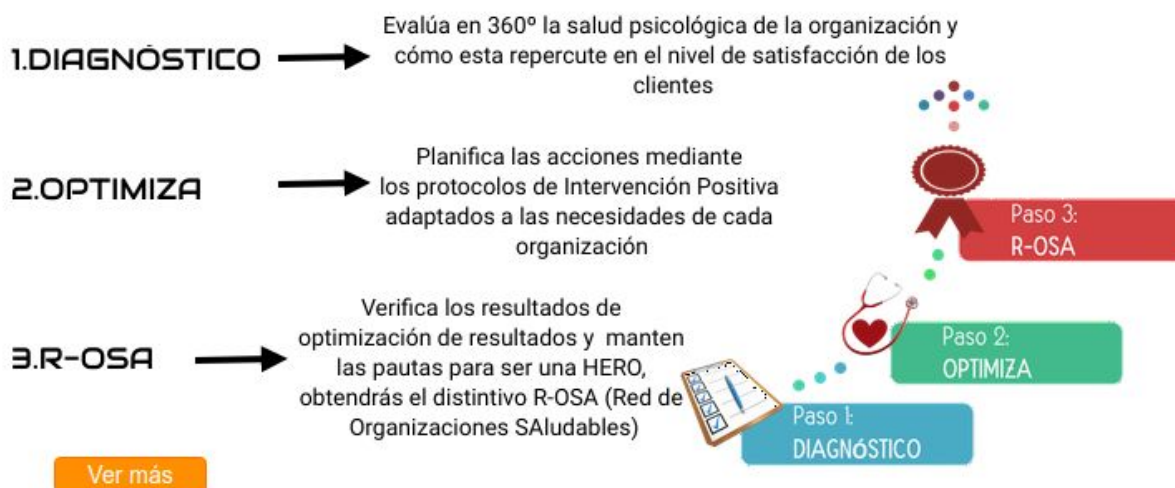 1.DIAGNÓSTICO
Evalúa en 360º la salud psicológica de la organización y
cómo esta repercute en el nivel de satisfacción de los
clientes
2.OPTIMIZA
Planifica las acciones mediante
los protocolos de Intervención Positiva
adaptados a las necesidades de cada
organización
3.R-OSA
Verifica los resultados de
optimización de resultados y manten
las pautas para ser una HERO,
obtendrás el distintivo R-OSA (Red de
Organizaciones SAludables)
Ver más
Paso 3:
R-OSA
Paso 2:
OPTIMIZA
Paso 1:
DIAGNÓSTICO